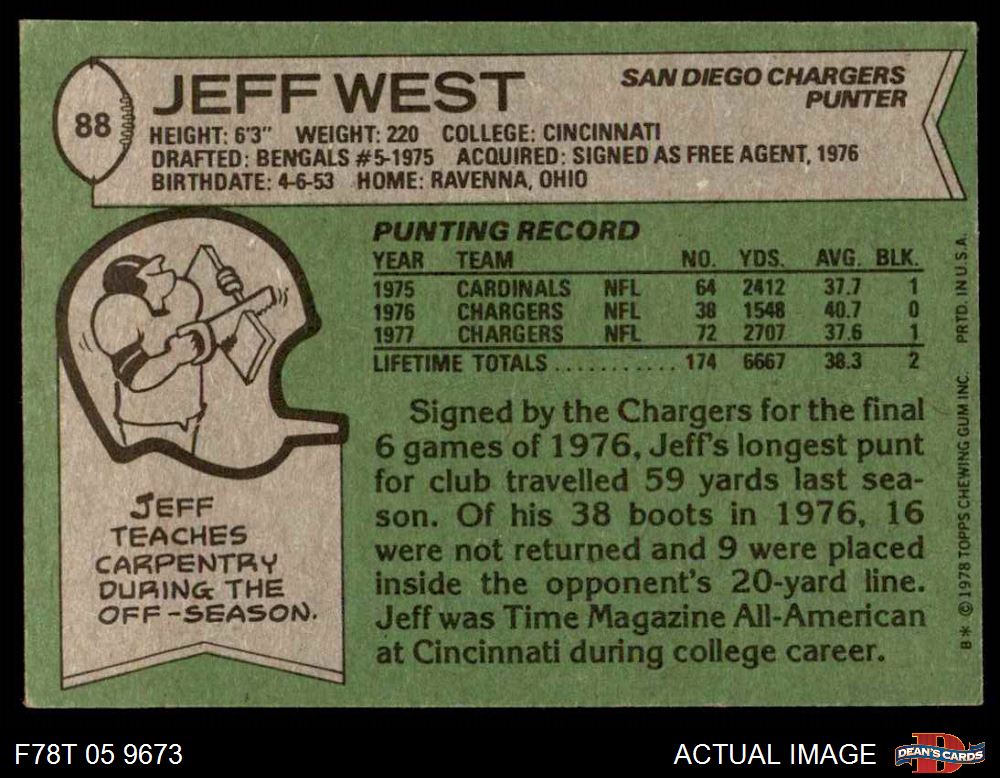 88
JEFF WEST
SAN DIEGO CHARGERS
PUNTER
HEIGHT: 6'3" WEIGHT: 220 COLLEGE: CINCINNATI
DRAFTED: BENGALS #5-1975 ACQUIRED: SIGNED AS FREE AGENT, 1976
BIRTHDATE: 4-6-53 HOME: RAVENNA, OHIO
PUNTING RECORD
YEAR TEAM NO. YDS. AVG. BLK.
1975 CARDINALS NFL 64 2412 37.7 1
1976 CHARGERS NFL 38 1548 40.7 0
1977 CHARGERS NFL 72 2707 37.6 1
LIFETIME TOTALS ............ 174 6667 38.3 2
Signed by the Chargers for the final
6 games of 1976, Jeff's longest punt
for club travelled 59 yards last sea-
son. Of his 38 boots in 1976, 16
were not returned and 9 were placed
inside the opponent's 20-yard line.
Jeff was Time Magazine All-American
at Cincinnati during college career.
JEFF
TEACHES
CARPENTRY
DURING THE
OFF-SEASON.
B* © 1978 TOPPS CHEWING GUM INC. PRTD. IN U.S.A.
F78T 05 9673
ACTUAL IMAGE
D
DEAN'S CARDS